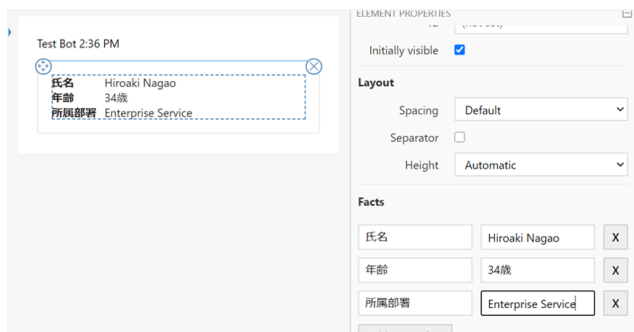 Test Bot 2:36 PM
氏名 Hiroaki Nagao
年齢 34歳
所属部署 Enterprise Service
ELEMENT PROPERTIES
Initially visible
Layout
Spacing Default
Separator
Height Automatic
Facts
氏名 Hiroaki Nagao X
年齢 34歳 X
所属部署 Enterprise Service X